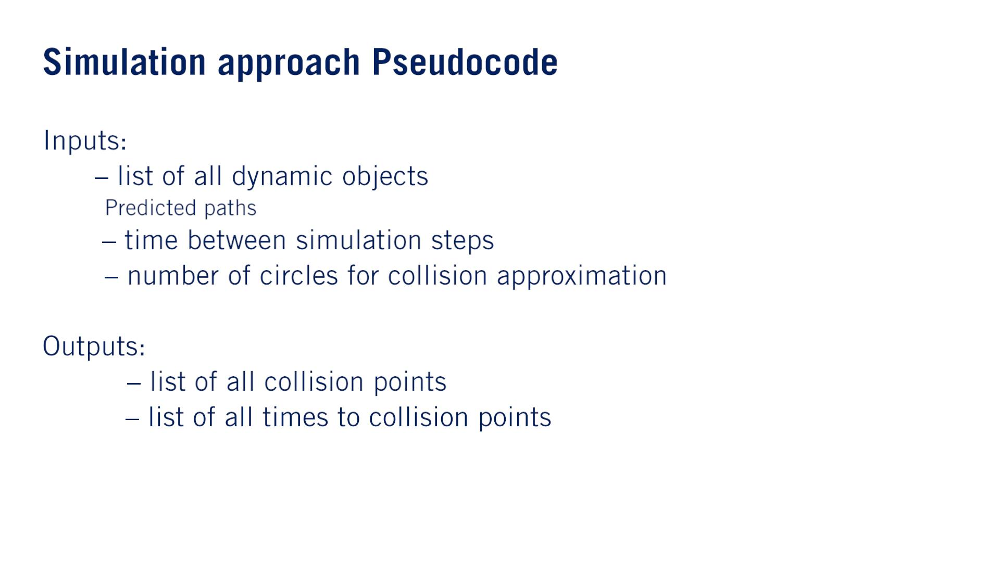 Simulation approach Pseudocode
Inputs:
– list of all dynamic objects
Predicted paths
– time between simulation steps
– number of circles for collision approximation
Outputs:
– list of all collision points
– list of all times to collision points